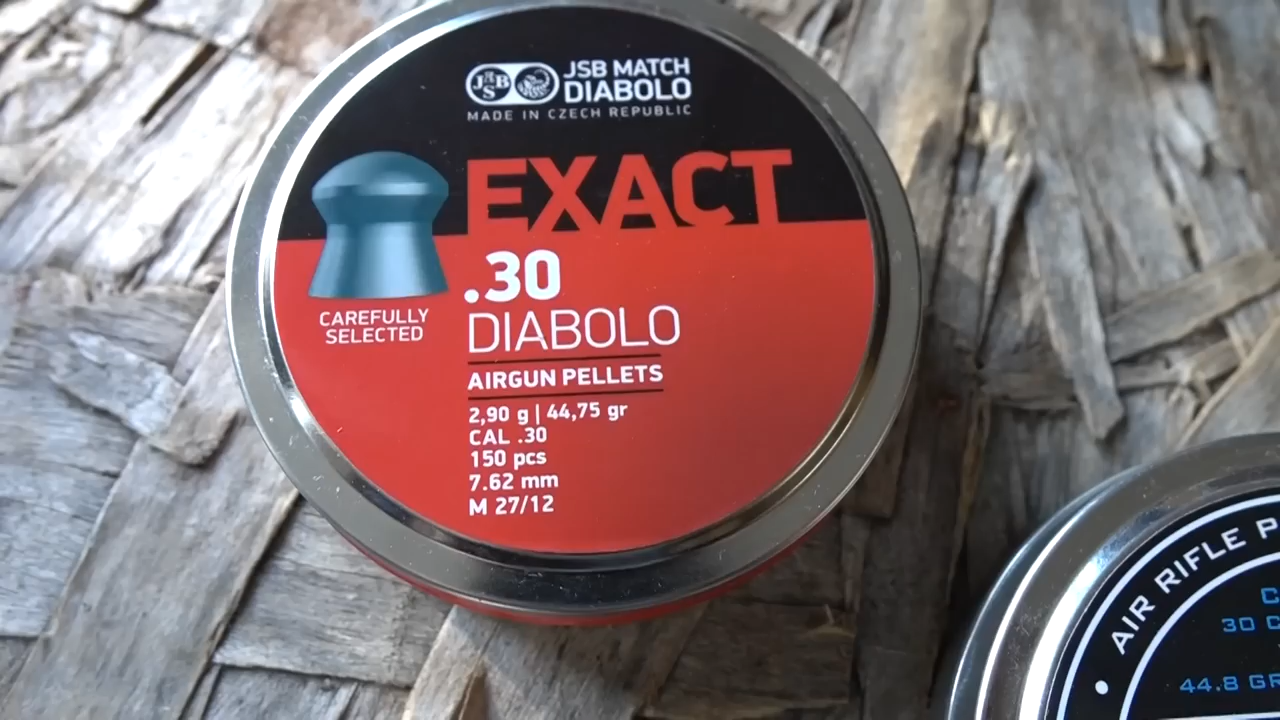 JSB
JSB MATCH
DIABOLO
MADE IN CZECH REPUBLIC
EXACT
.30
DIABOLO
CAREFULLY
SELECTED
AIRGUN PELLETS
2,90 g | 44,75 gr
CAL .30
150 pcs
7.62 mm
M 27/12
• AIR RIFLE P
C
30 C
44.8 GR